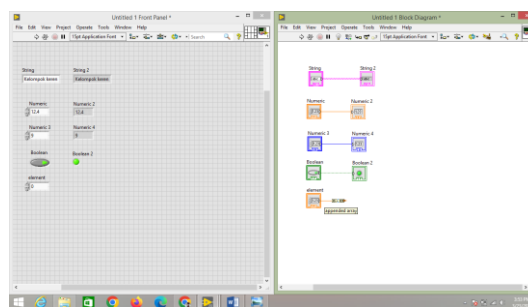 Untitled 1 Front Panel *
File Edit View Project Operate Tools Window Help
15pt Application Font
Search
String
String 2
Kelompok keren
Kelompok keren
Numeric
Numeric 2
12.4
12.4
Numeric 3
Numeric 4
9
9
Boolean
Boolean 2
element
0
Untitled 1 Block Diagram *
File Edit View Project Operate Tools Window Help
15pt Application Font
String
String 2
Numeric
Numeric 2
Numeric 3
Numeric 4
Boolean
Boolean 2
element
appended array